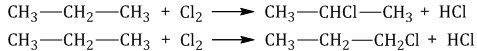 CH₃—CH₂—CH₃ + Cl₂ ⟶ CH₃—CHCl—CH₃ + HCl
CH₃—CH₂—CH₃ + Cl₂ ⟶ CH₃—CH₂—CH₂Cl + HCl